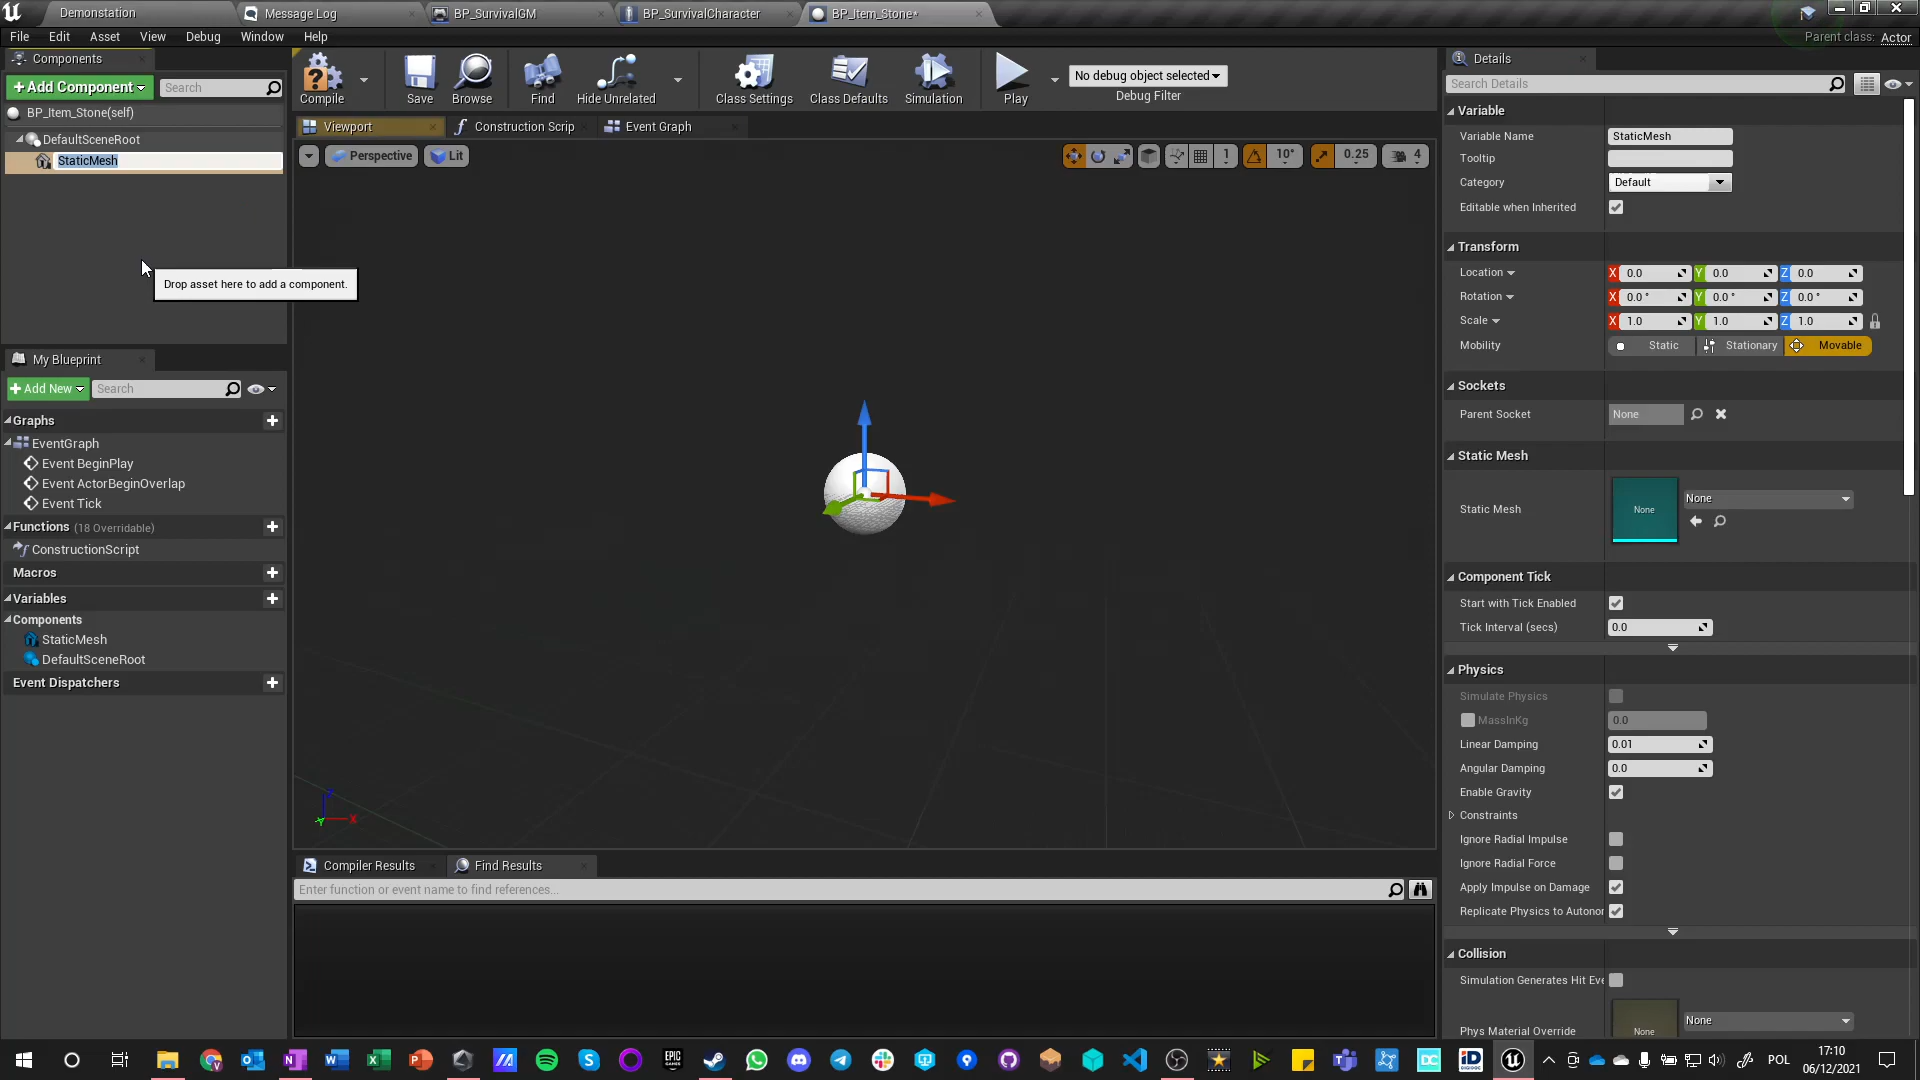 Demonstation
Message Log
BP_SurvivalGM
BP_SurvivalCharacter
BP_Item_Stone*
File Edit Asset View Debug Window Help
Parent class: Actor
Components
+Add Component
Search
Compile
Save
Browse
Find
Hide Unrelated
Class Settings
Class Defaults
Simulation
Play
No debug object selected
Debug Filter
BP_Item_Stone(self)
DefaultSceneRoot
StaticMesh
Drop asset here to add a component.
Viewport
Construction Scrip
Event Graph
Perspective
Lit
1
10°
0.25
4
My Blueprint
+Add New
Search
Graphs
EventGraph
Event BeginPlay
Event ActorBeginOverlap
Event Tick
Functions (18 Overridable)
ConstructionScript
Macros
Variables
Components
StaticMesh
DefaultSceneRoot
Event Dispatchers
Compiler Results
Find Results
Enter function or event name to find references...
Details
Search Details
Variable
Variable Name StaticMesh
Tooltip
Category Default
Editable when Inherited
Transform
Location X 0.0 Y 0.0 Z 0.0
Rotation X 0.0 ° Y 0.0 ° Z 0.0 °
Scale X 1.0 Y 1.0 Z 1.0
Mobility Static Stationary Movable
Sockets
Parent Socket None
Static Mesh
Static Mesh None None
Component Tick
Start with Tick Enabled
Tick Interval (secs) 0.0
Physics
Simulate Physics
MassInKg 0.0
Linear Damping 0.01
Angular Damping 0.0
Enable Gravity
Constraints
Ignore Radial Impulse
Ignore Radial Force
Apply Impulse on Damage
Replicate Physics to Autonor
Collision
Simulation Generates Hit Eve
Phys Material Override None None
POL
17:10
06/12/2021